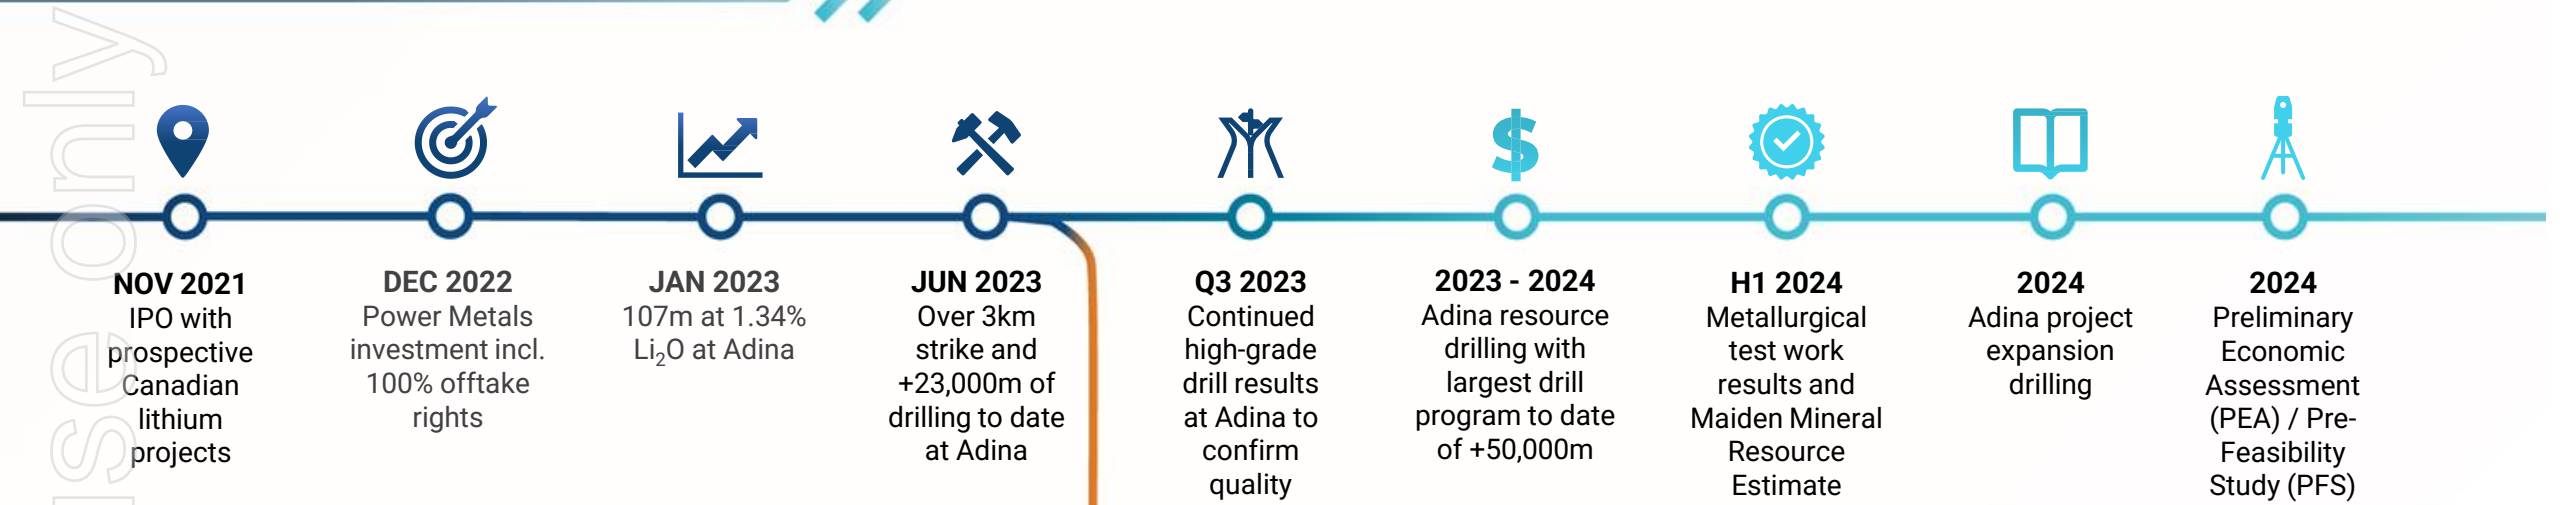 use only
NOV 2021
IPO with
prospective
Canadian
lithium
projects
DEC 2022
Power Metals
investment incl.
100% offtake
rights
JAN 2023
107m at 1.34%
Li₂O at Adina
JUN 2023
Over 3km
strike and
+23,000m of
drilling to date
at Adina
Q3 2023
Continued
high-grade
drill results
at Adina to
confirm
quality
2023 - 2024
Adina resource
drilling with
largest drill
program to date
of +50,000m
H1 2024
Metallurgical
test work
results and
Maiden Mineral
Resource
Estimate
2024
Adina project
expansion
drilling
2024
Preliminary
Economic
Assessment
(PEA) / Pre-
Feasibility
Study (PFS)